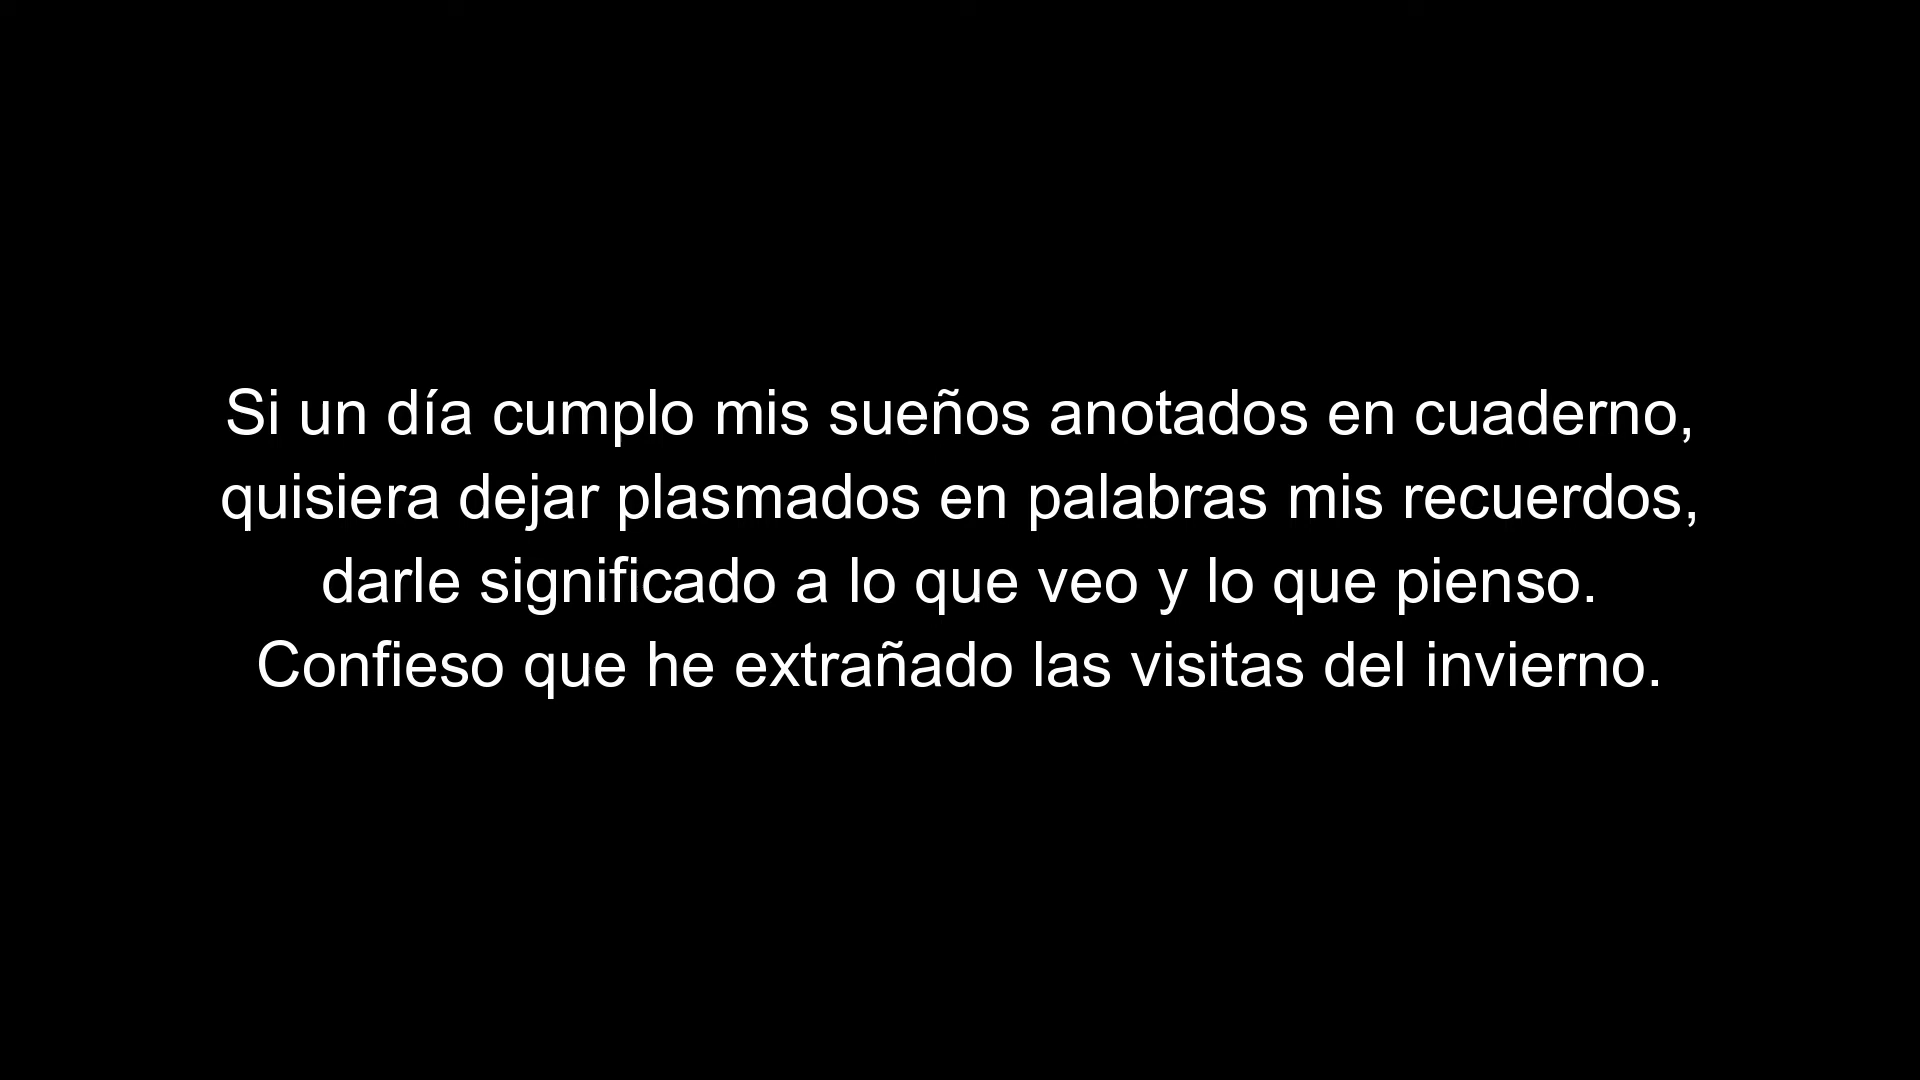 Si un día cumplo mis sueños anotados en cuaderno,
quisiera dejar plasmados en palabras mis recuerdos,
darle significado a lo que veo y lo que pienso.
Confieso que he extrañado las visitas del invierno.